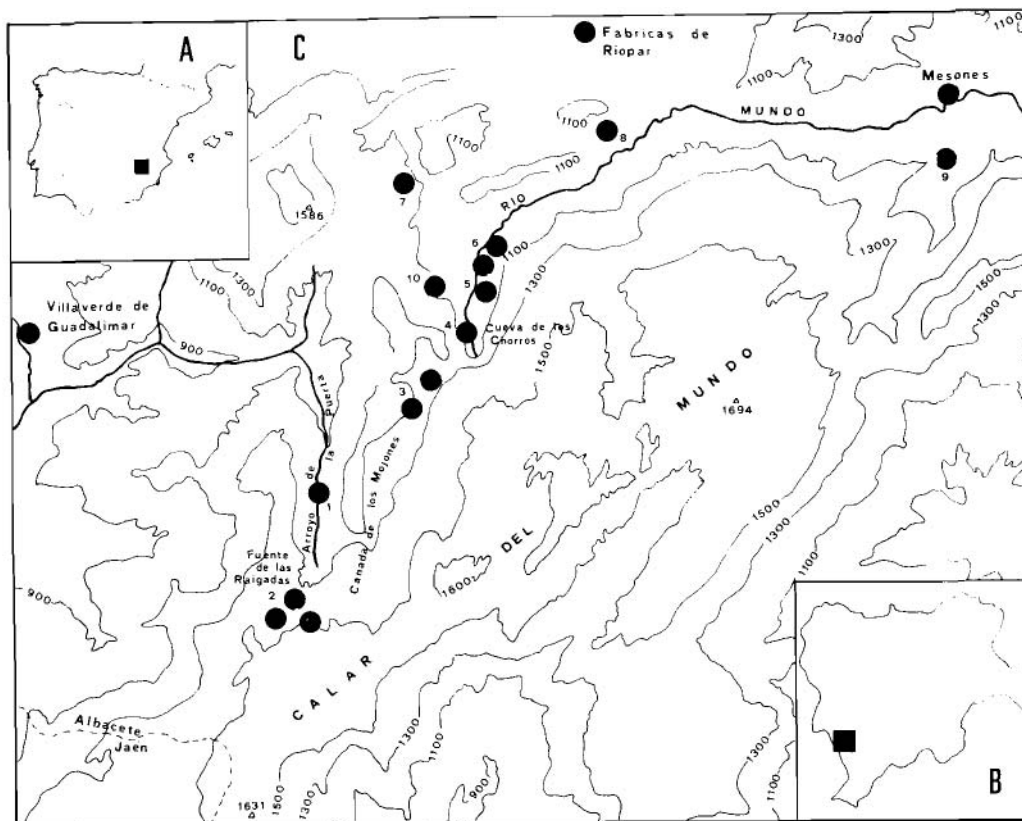 A
C
Fabricas de
Riopar
1300
1100
1100
Mesones
MUNDO
1100
8
1100
1100
9
7
RIO
1586
6
1100
1300
1300
1300
1100
10
5
1500
1300
Villaverde de
Guadalimar
4
Cueva de los
Chorros
900
1500
MUNDO
3
1694
Arroyo de la Puerta
Canada de los Mojones
1
1500
1300
1100
DEL
Fuente
de las
Raigadas
900
2
1600
CALAR
Albacete
Jaen
1300
1100
900
1300
1100
1631
1500
1300
B